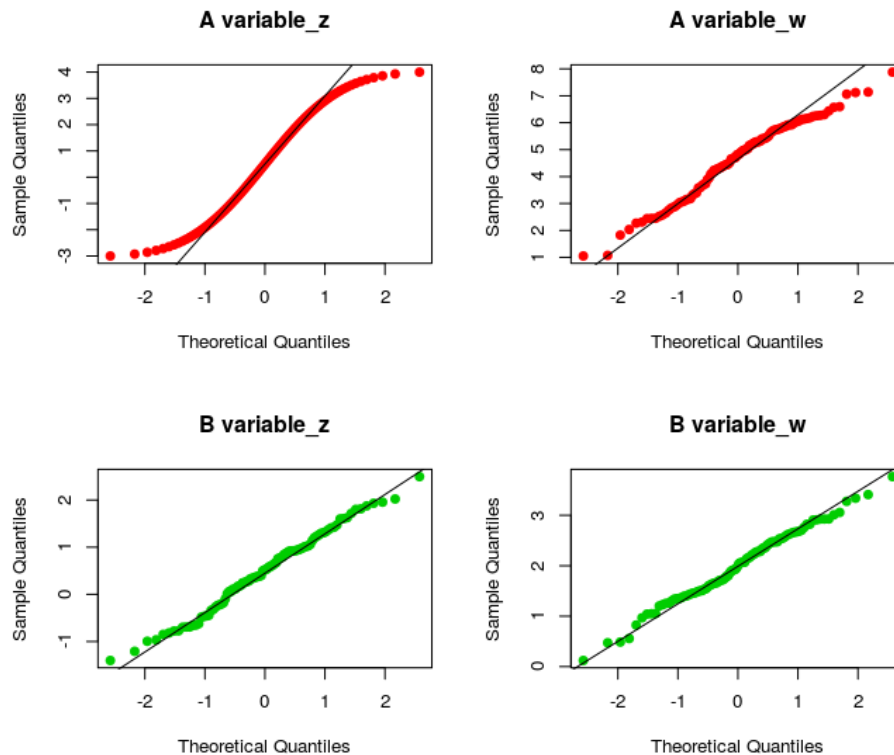 A variable_z
Sample Quantiles
4
3
1
-1
-3
-2 -1 0 1 2
Theoretical Quantiles
A variable_w
Sample Quantiles
8
7
6
5
4
3
2
1
-2 -1 0 1 2
Theoretical Quantiles
B variable_z
Sample Quantiles
2
1
0
-1
-2 -1 0 1 2
Theoretical Quantiles
B variable_w
Sample Quantiles
3
2
1
0
-2 -1 0 1 2
Theoretical Quantiles